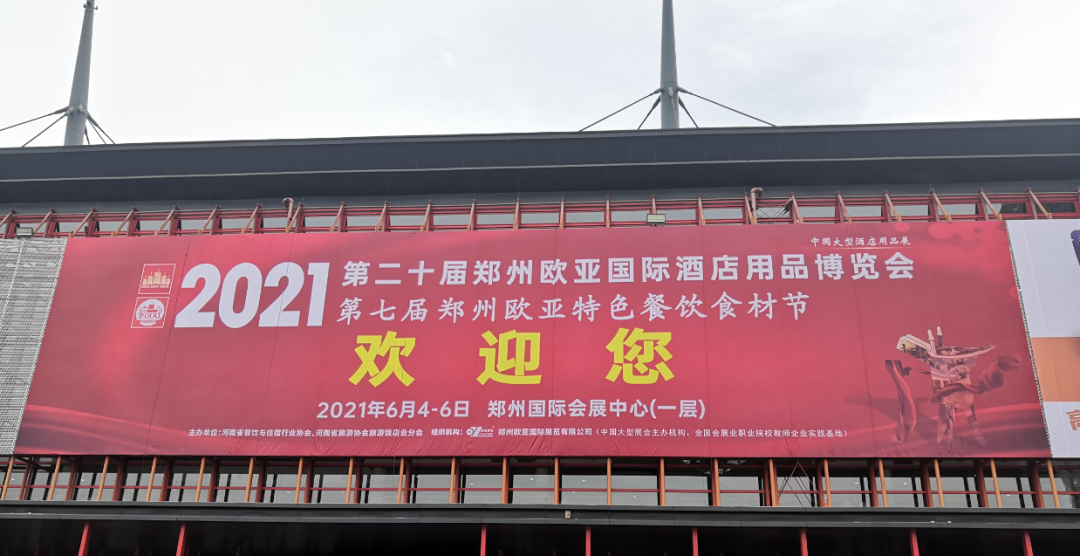 中国大型酒店用品展
2021 第二十届郑州欧亚国际酒店用品博览会
第七届郑州欧亚特色餐饮食材节
欢迎您
2021年6月4-6日 郑州国际会展中心(一层)
主办单位:河南省餐饮与住宿行业协会、河南省旅游协会旅游饭店业分会 组织机构: 郑州欧亚国际展览有限公司(中国大型展会主办机构、全国会展业职业院校教师企业实践基地)
Food
高